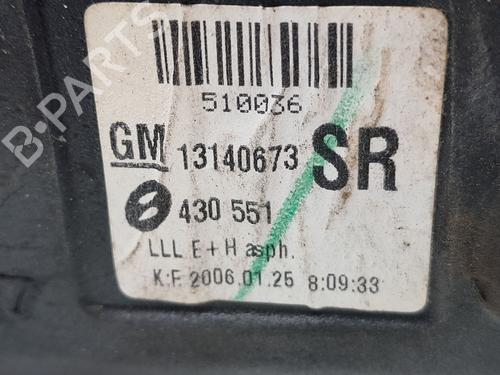 B-PARTS
510036
GM 13140673 SR
430 551
LLL E+H asph.
K.F. 2006.01.25 8:09:33